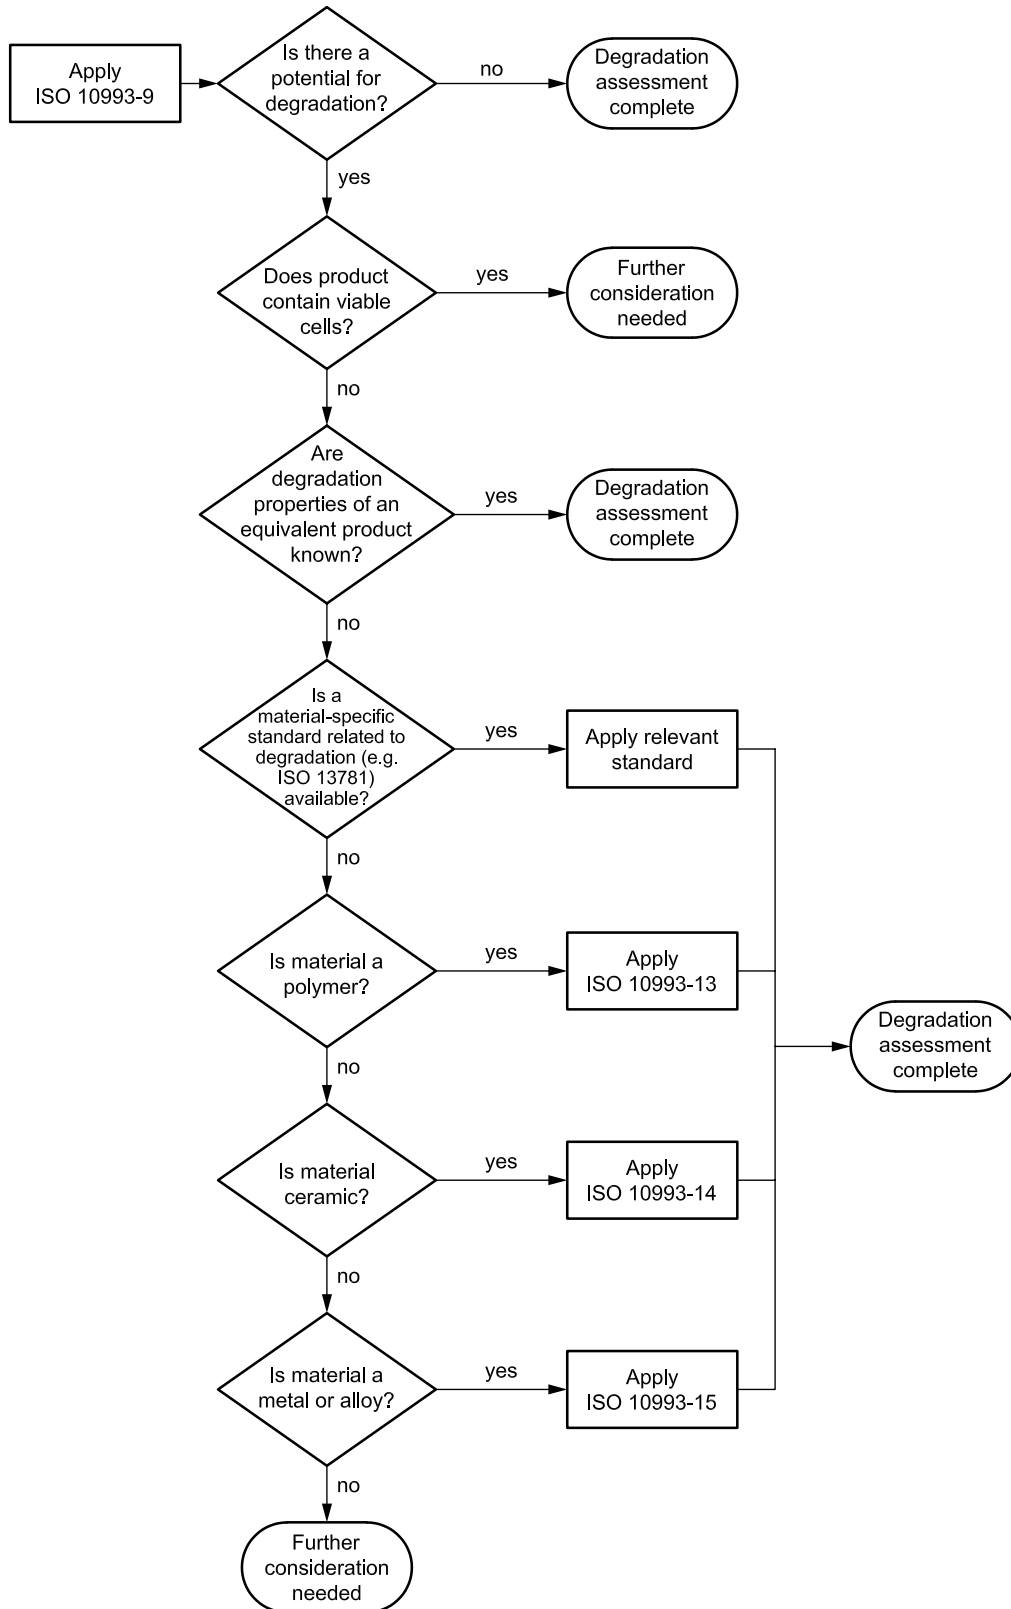 Apply
ISO 10993-9
Is there a
potential for
degradation?
no
Degradation
assessment
complete
yes
Does product
contain viable
cells?
yes
Further
consideration
needed
no
Are
degradation
properties of an
equivalent product
known?
yes
Degradation
assessment
complete
no
Is a
material-specific
standard related to
degradation (e.g.
ISO 13781)
available?
yes
Apply relevant
standard
no
Is material a
polymer?
yes
Apply
ISO 10993-13
Degradation
assessment
complete
no
Is material
ceramic?
yes
Apply
ISO 10993-14
no
Is material a
metal or alloy?
yes
Apply
ISO 10993-15
no
Further
consideration
needed